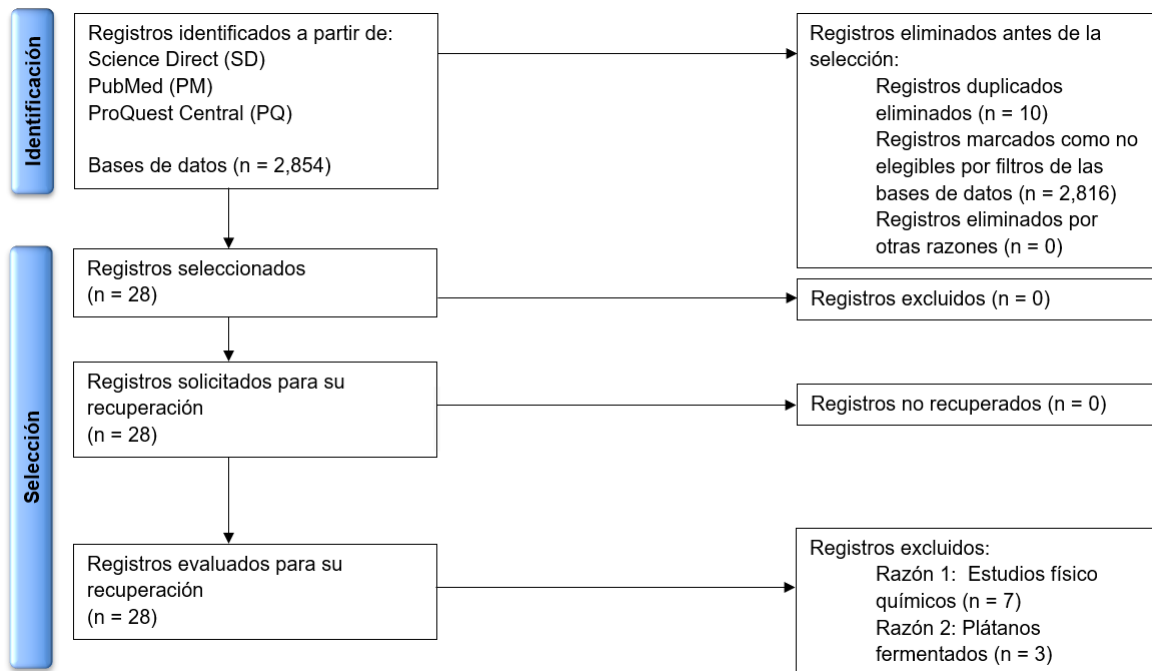 Identificación
Registros identificados a partir de:
Science Direct (SD)
PubMed (PM)
ProQuest Central (PQ)
Bases de datos (n = 2,854)
Registros eliminados antes de la
selección:
Registros duplicados
eliminados (n = 10)
Registros marcados como no
elegibles por filtros de las
bases de datos (n = 2,816)
Registros eliminados por
otras razones (n = 0)
Selección
Registros seleccionados
(n = 28)
Registros excluidos (n = 0)
Registros solicitados para su
recuperación
(n = 28)
Registros no recuperados (n = 0)
Registros evaluados para su
recuperación
(n = 28)
Registros excluidos:
Razón 1:  Estudios físico
químicos (n = 7)
Razón 2: Plátanos
fermentados (n = 3)